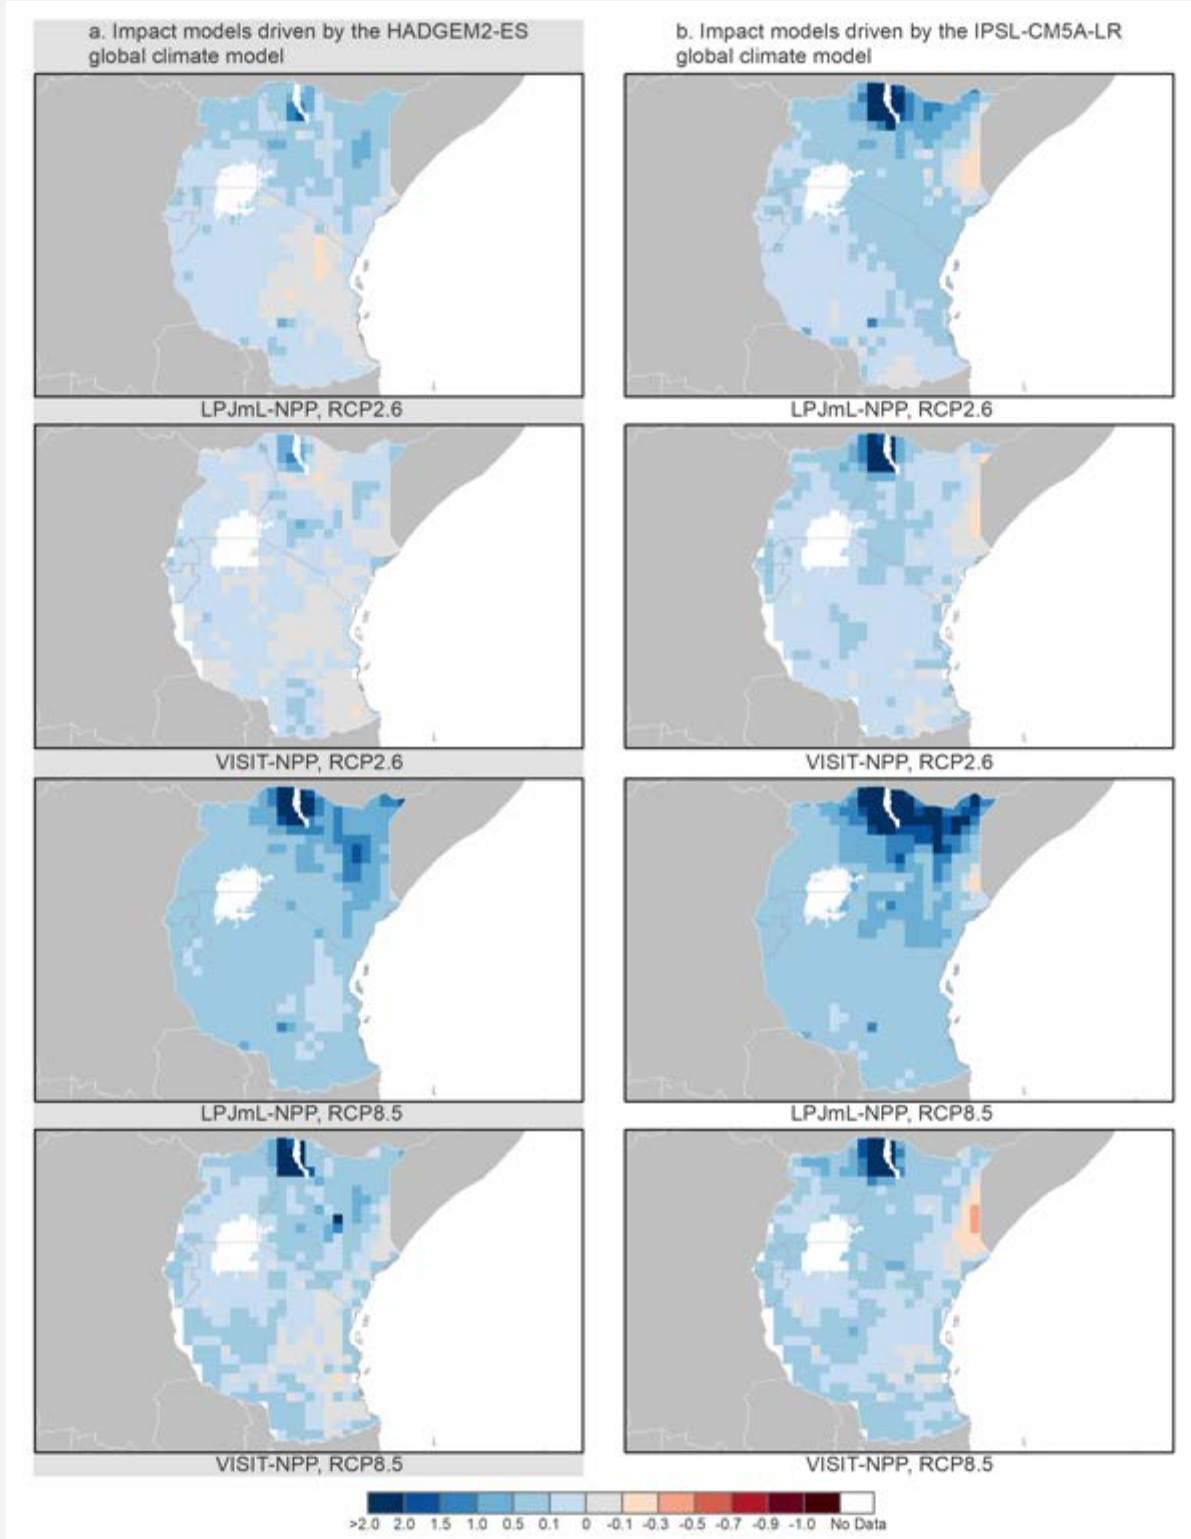 a. Impact models driven by the HADGEM2-ES
global climate model
b. Impact models driven by the IPSL-CM5A-LR
global climate model
LPJmL-NPP, RCP2.6
LPJmL-NPP, RCP2.6
VISIT-NPP, RCP2.6
VISIT-NPP, RCP2.6
LPJmL-NPP, RCP8.5
LPJmL-NPP, RCP8.5
VISIT-NPP, RCP8.5
VISIT-NPP, RCP8.5
>2.0 2.0 1.5 1.0 0.5 0.1 0 -0.1 -0.3 -0.5 -0.7 -0.9 -1.0 No Data